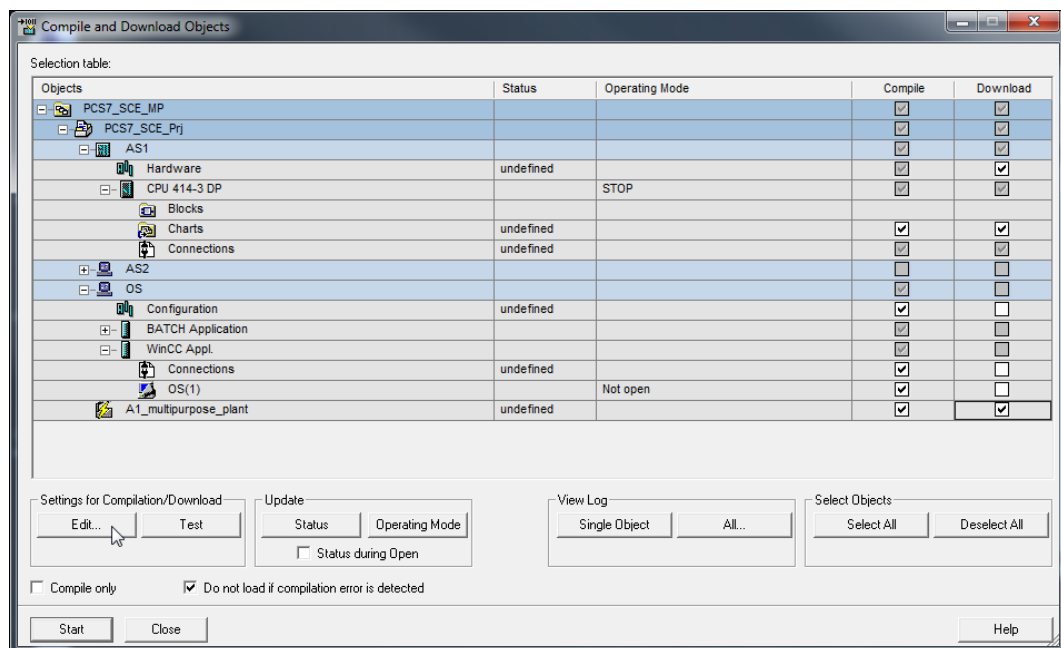 Compile and Download Objects
Selection table:
Objects Status Operating Mode Compile Download
PCS7_SCE_MP
PCS7_SCE_Prj
AS1
Hardware undefined
CPU 414-3 DP STOP
Blocks
Charts undefined
Connections undefined
AS2
OS
Configuration undefined
BATCH Application
WinCC Appl.
Connections undefined
OS(1) Not open
A1_multipurpose_plant undefined
Settings for Compilation/Download Update View Log Select Objects
Edit... Test Status Operating Mode Single Object All... Select All Deselect All
Status during Open
Compile only Do not load if compilation error is detected
Start Close Help